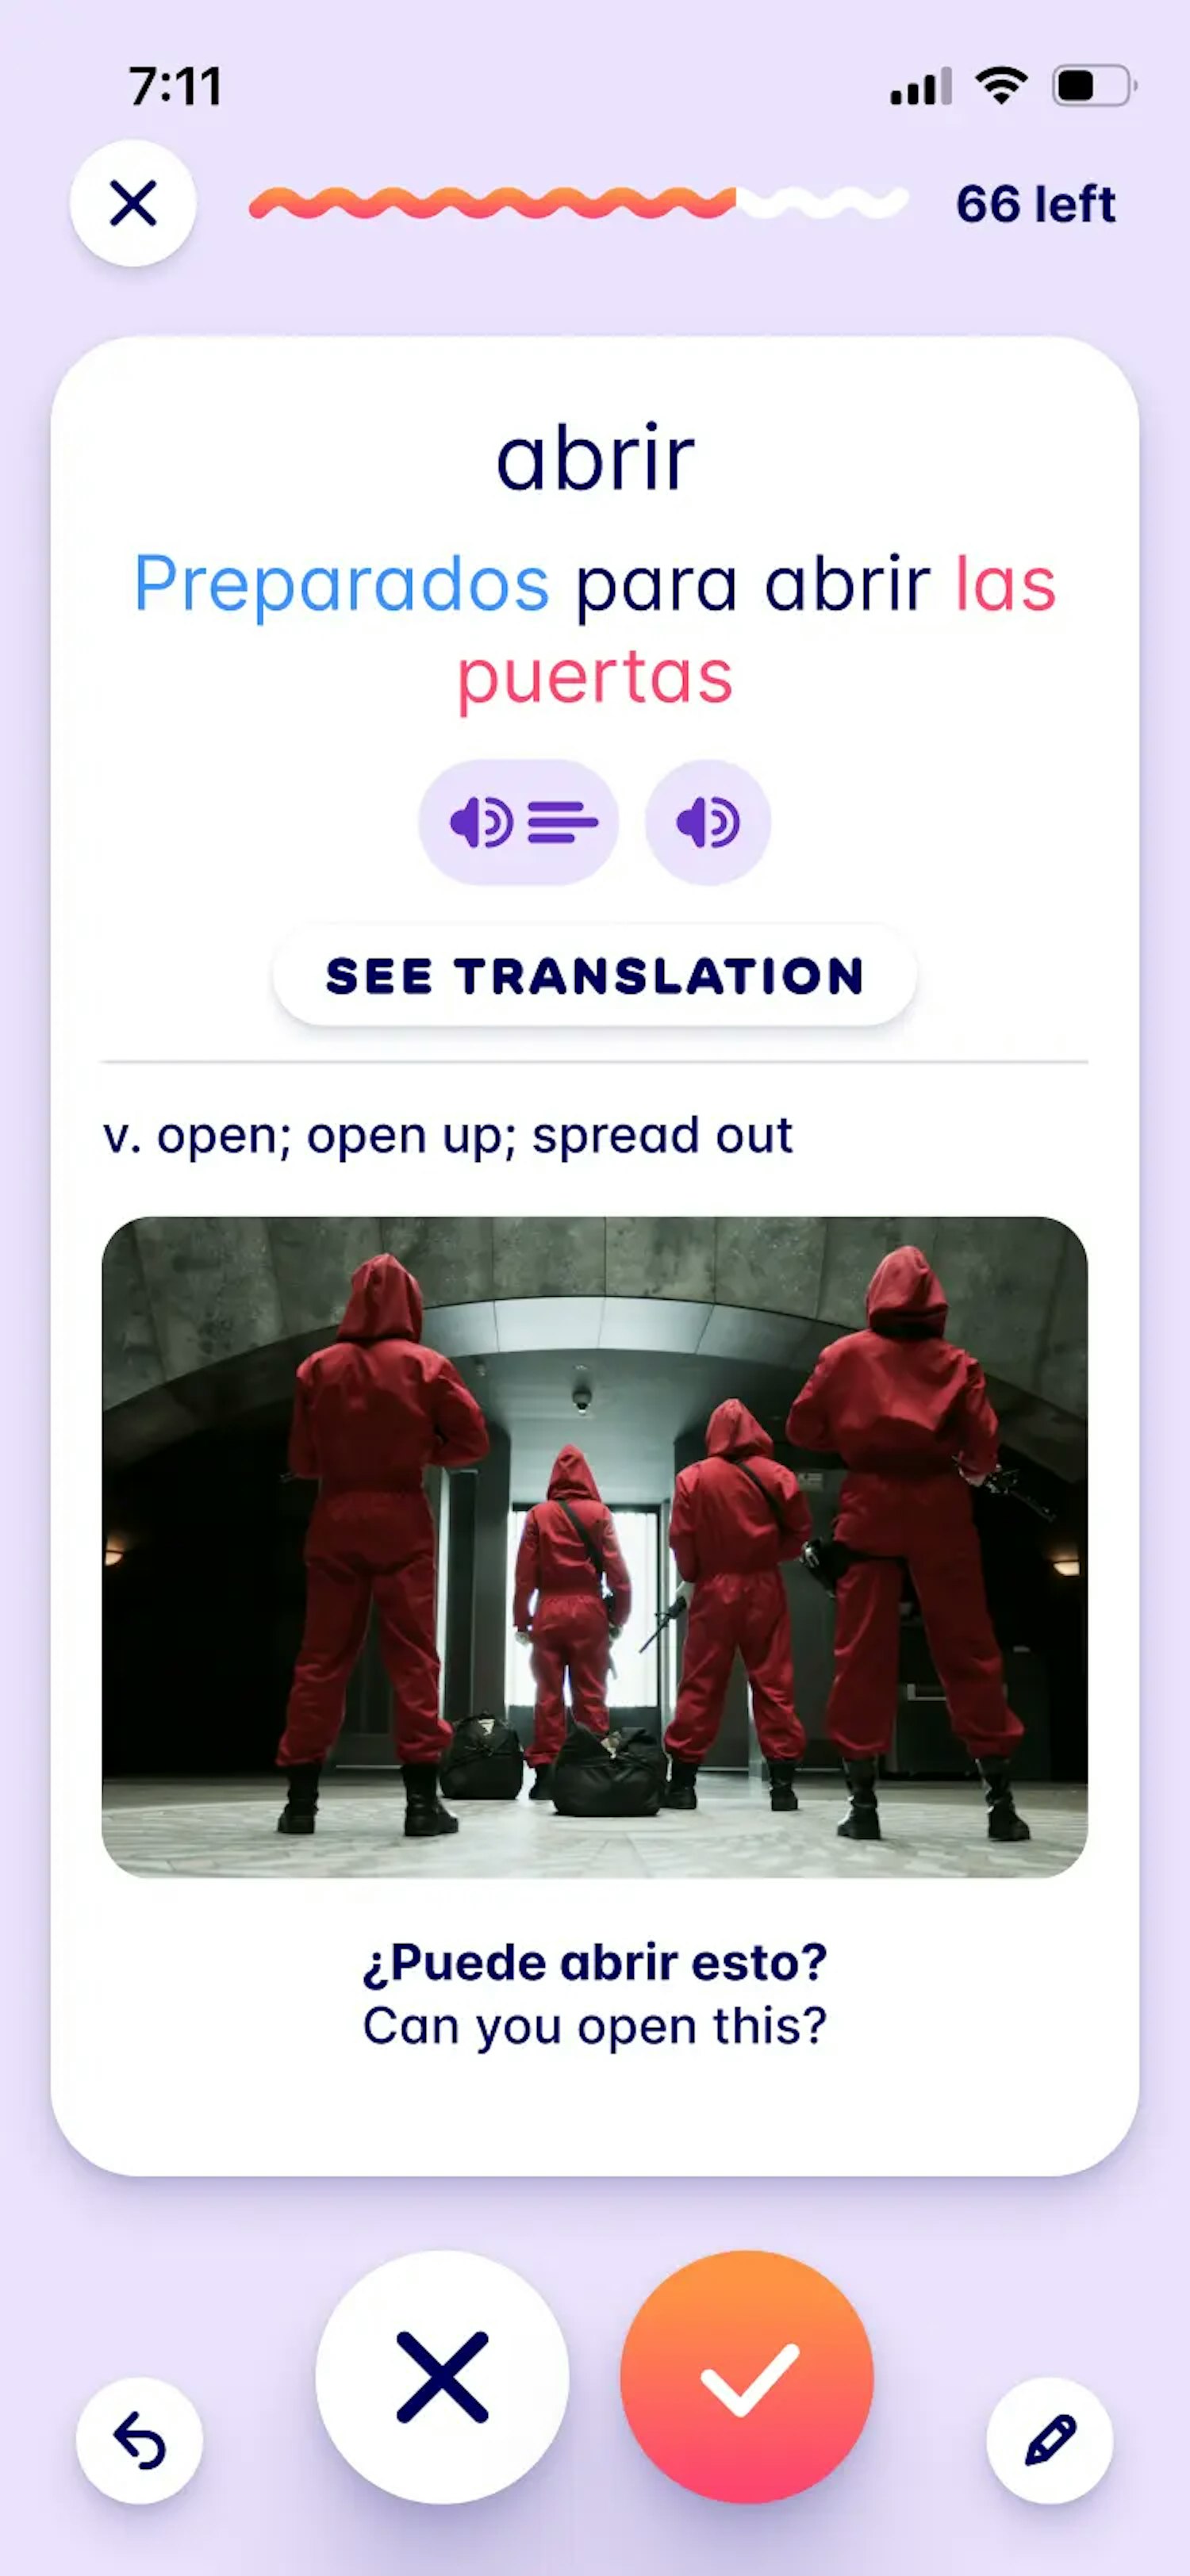 7:11
66 left
abrir
Preparados para abrir las
puertas
SEE TRANSLATION
v. open; open up; spread out
¿Puede abrir esto?
Can you open this?